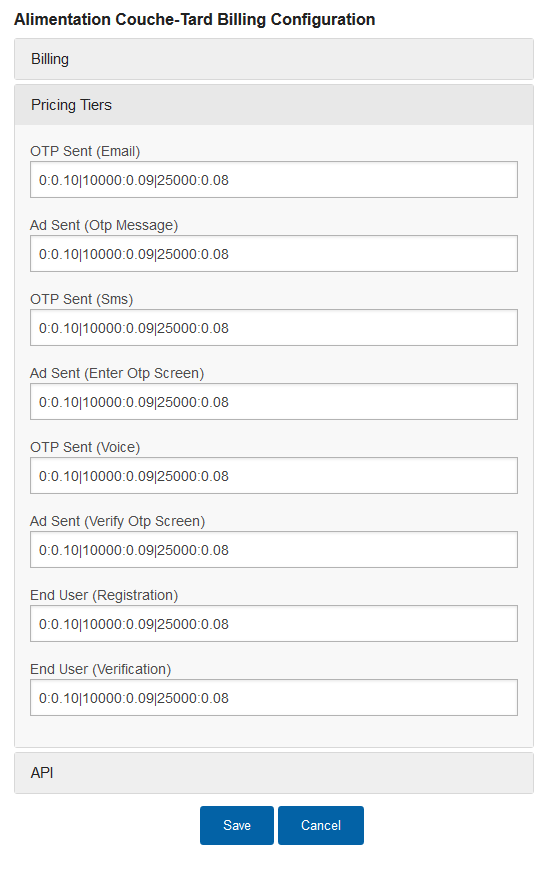 Alimentation Couche-Tard Billing Configuration
Billing
Pricing Tiers
OTP Sent (Email)
0:0.10|10000:0.09|25000:0.08
Ad Sent (Otp Message)
0:0.10|10000:0.09|25000:0.08
OTP Sent (Sms)
0:0.10|10000:0.09|25000:0.08
Ad Sent (Enter Otp Screen)
0:0.10|10000:0.09|25000:0.08
OTP Sent (Voice)
0:0.10|10000:0.09|25000:0.08
Ad Sent (Verify Otp Screen)
0:0.10|10000:0.09|25000:0.08
End User (Registration)
0:0.10|10000:0.09|25000:0.08
End User (Verification)
0:0.10|10000:0.09|25000:0.08
API
Save Cancel